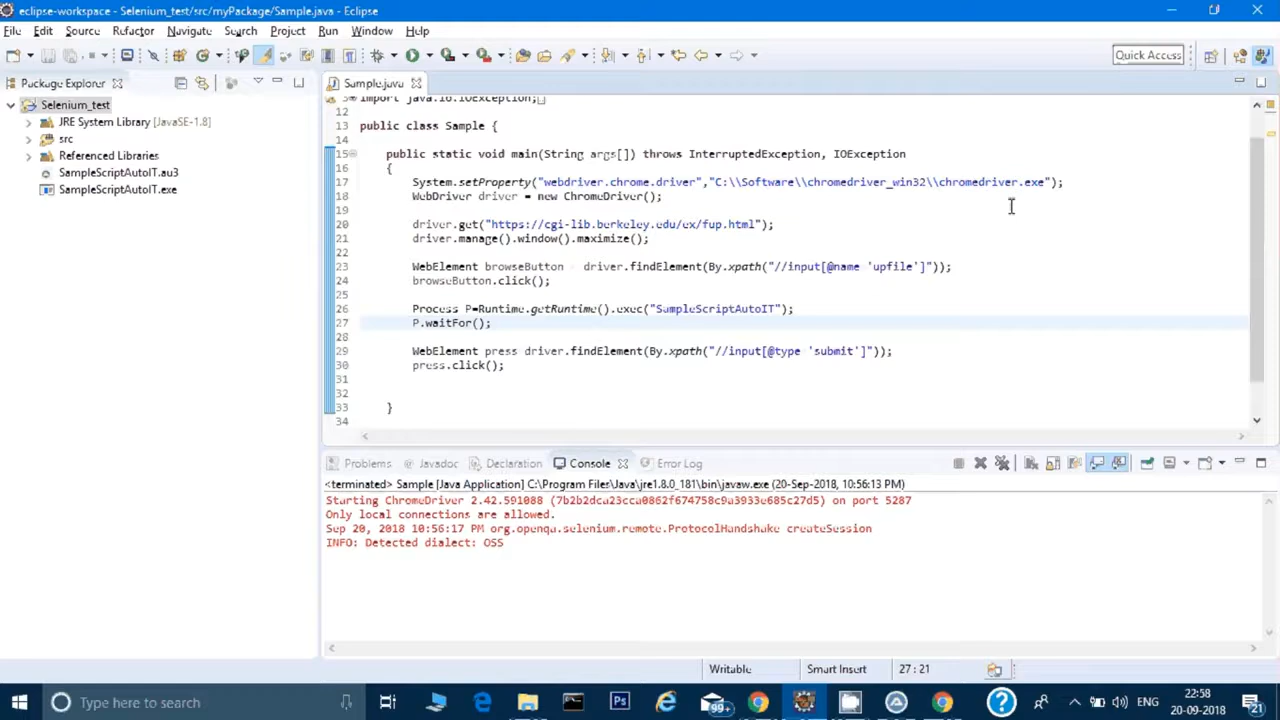 eclipse-workspace - Selenium_test/src/myPackage/Sample.java - Eclipse
File Edit Source Refactor Navigate Search Project Run Window Help
Quick Access
Package Explorer
Selenium_test
JRE System Library [JavaSE-1.8]
src
Referenced Libraries
SampleScriptAutoIT.au3
SampleScriptAutoIT.exe
Sample.java
3 import java.io.IOException;
12
13 public class Sample {
14
15 public static void main(String args[]) throws InterruptedException, IOException
16 {
17 System.setProperty("webdriver.chrome.driver","C:\\Software\\chromedriver_win32\\chromedriver.exe");
18 WebDriver driver = new ChromeDriver();
20 driver.get("https://cgi-lib.berkeley.edu/ex/fup.html");
21 driver.manage().window().maximize();
22
23 WebElement browseButton driver.findElement(By.xpath("//input[@name 'upfile']"));
24 browseButton.click();
25
26 Process P=Runtime.getRuntime().exec("SampleScriptAutoIT");
27 P.waitFor();
28
29 WebElement press driver.findElement(By.xpath("//input[@type 'submit']"));
30 press.click();
31
32
33 }
34
Problems Javadoc Declaration Console Error Log
<terminated> Sample [Java Application] C:\Program Files\Java\jre1.8.0_181\bin\javaw.exe (20-Sep-2018, 10:56:13 PM)
Starting ChromeDriver 2.42.591088 (7b2b2dca23cca0862f674758c9a3933e685c27d5) on port 5287
Only local connections are allowed.
Sep 20, 2018 10:56:17 PM org.openqa.selenium.remote.ProtocolHandshake createSession
INFO: Detected dialect: OSS
Writable Smart Insert 27 : 21
Type here to search
Ps
99+
ENG
22:58
20-09-2018
21